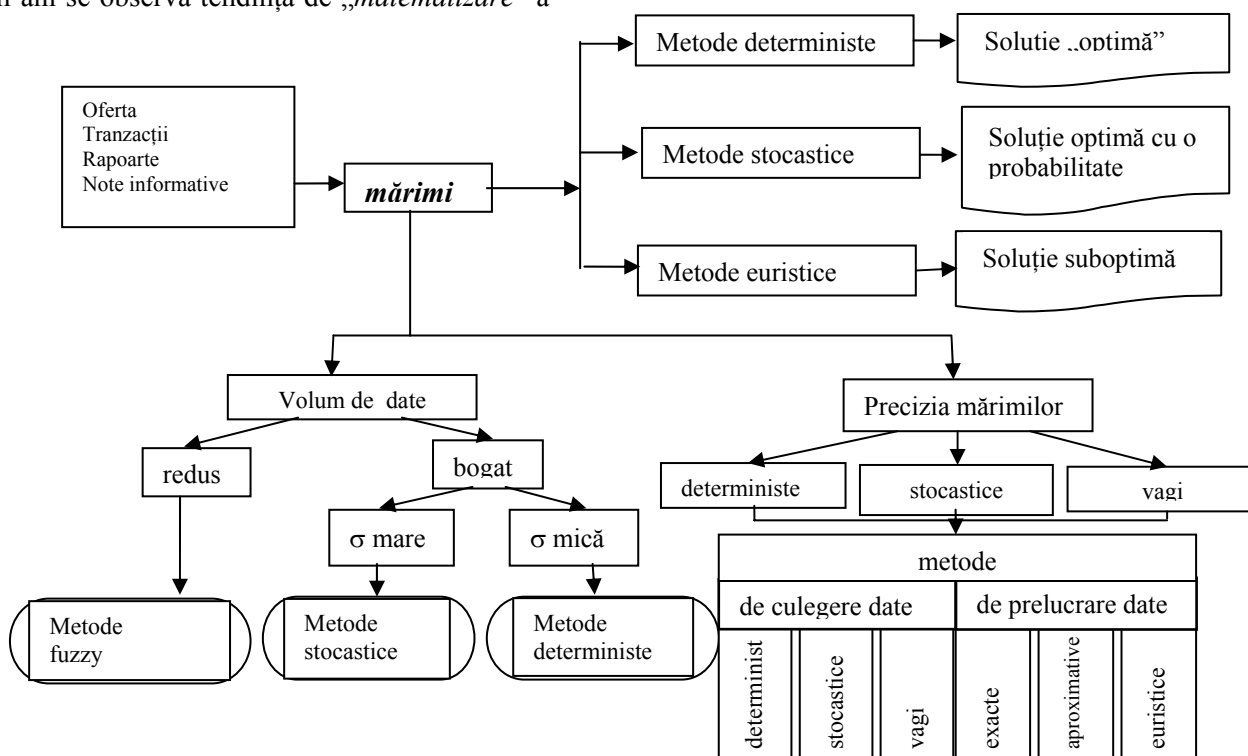 ani se observă tendința de „matematizare” a
Oferta
Tranzacții
Rapoarte
Note informative
mărimi
Metode deterministe
Soluție „optimă”
Metode stocastice
Soluție optimă cu o
probabilitate
Metode euristice
Soluție suboptimă
Volum de date
Precizia mărimilor
redus
bogat
deterministe
stocastice
vagi
σ mare
σ mică
metode
de culegere date
de prelucrare date
Metode
fuzzy
Metode
stocastice
Metode
deterministe
determinist
stocastice
vagi
exacte
aproximative
euristice